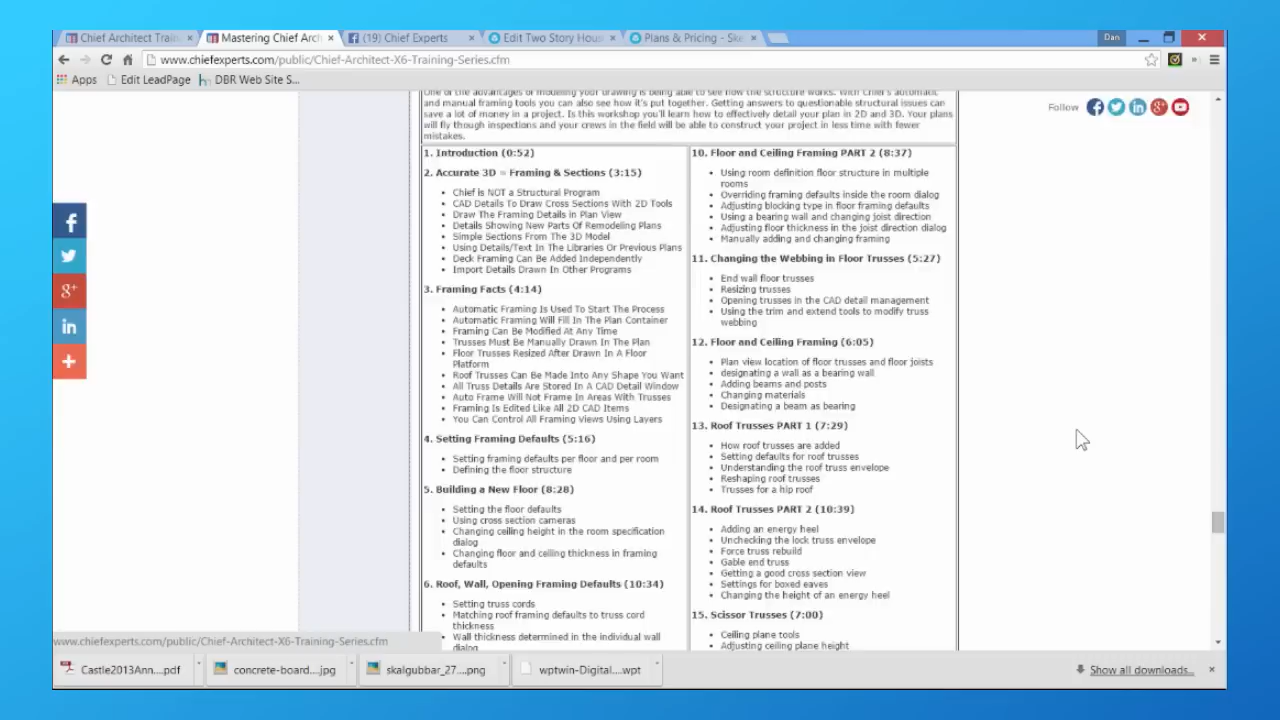 Chief Architect Train
Mastering Chief Arch
(19) Chief Experts
Edit Two Story Hous
Plans & Pricing - Ske
Dan
www.chiefexperts.com/public/Chief-Architect-X6-Training-Series.cfm
Apps
Edit LeadPage
DBR Web Site S...
Follow
One of the advantages of modeling your drawing is being able to see how the structure works. With Chief's automatic
and manual framing tools you can also see how it's put together. Getting answers to questionable structural issues can
save a lot of money in a project. Is this workshop you'll learn how to effectively detail your plan in 2D and 3D. Your plans
will fly though inspections and your crews in the field will be able to construct your project in less time with fewer
mistakes.
1. Introduction (0:52)
2. Accurate 3D = Framing & Sections (3:15)
• Chief is NOT a Structural Program
• CAD Details To Draw Cross Sections With 2D Tools
• Draw The Framing Details in Plan View
• Details Showing New Parts Of Remodeling Plans
• Simple Sections From The 3D Model
• Using Details/Text In The Libraries Or Previous Plans
• Deck Framing Can Be Added Independently
• Import Details Drawn In Other Programs
3. Framing Facts (4:14)
• Automatic Framing Is Used To Start The Process
• Automatic Framing Will Fill In The Plan Container
• Framing Can Be Modified At Any Time
• Trusses Must Be Manually Drawn In The Plan
• Floor Trusses Resized After Drawn In A Floor
Platform
• Roof Trusses Can Be Made Into Any Shape You Want
• All Truss Details Are Stored In A CAD Detail Window
• Auto Frame Will Not Frame In Areas With Trusses
• Framing Is Edited Like All 2D CAD Items
• You Can Control All Framing Views Using Layers
4. Setting Framing Defaults (5:16)
• Setting framing defaults per floor and per room
• Defining the floor structure
5. Building a New Floor (8:28)
• Setting the floor defaults
• Using cross section cameras
• Changing ceiling height in the room specification
dialog
• Changing floor and ceiling thickness in framing
defaults
6. Roof, Wall, Opening Framing Defaults (10:34)
• Setting truss cords
• Matching roof framing defaults to truss cord
thickness
• Wall thickness determined in the individual wall
dialog
10. Floor and Ceiling Framing PART 2 (8:37)
• Using room definition floor structure in multiple
rooms
• Overriding framing defaults inside the room dialog
• Adjusting blocking type in floor framing defaults
• Using a bearing wall and changing joist direction
• Adjusting floor thickness in the joist direction dialog
• Manually adding and changing framing
11. Changing the Webbing in Floor Trusses (5:27)
• End wall floor trusses
• Resizing trusses
• Opening trusses in the CAD detail management
• Using the trim and extend tools to modify truss
webbing
12. Floor and Ceiling Framing (6:05)
• Plan view location of floor trusses and floor joists
• designating a wall as a bearing wall
• Adding beams and posts
• Changing materials
• Designating a beam as bearing
13. Roof Trusses PART 1 (7:29)
• How roof trusses are added
• Setting defaults for roof trusses
• Understanding the roof truss envelope
• Reshaping roof trusses
• Trusses for a hip roof
14. Roof Trusses PART 2 (10:39)
• Adding an energy heel
• Unchecking the lock truss envelope
• Force truss rebuild
• Gable end truss
• Getting a good cross section view
• Settings for boxed eaves
• Changing the height of an energy heel
15. Scissor Trusses (7:00)
• Ceiling plane tools
• Adjusting ceiling plane height
www.chiefexperts.com/public/Chief-Architect-X6-Training-Series.cfm
Castle2013Ann....pdf
concrete-board....jpg
skalgubbar_27....png
wptwin-Digital....wpt
Show all downloads...